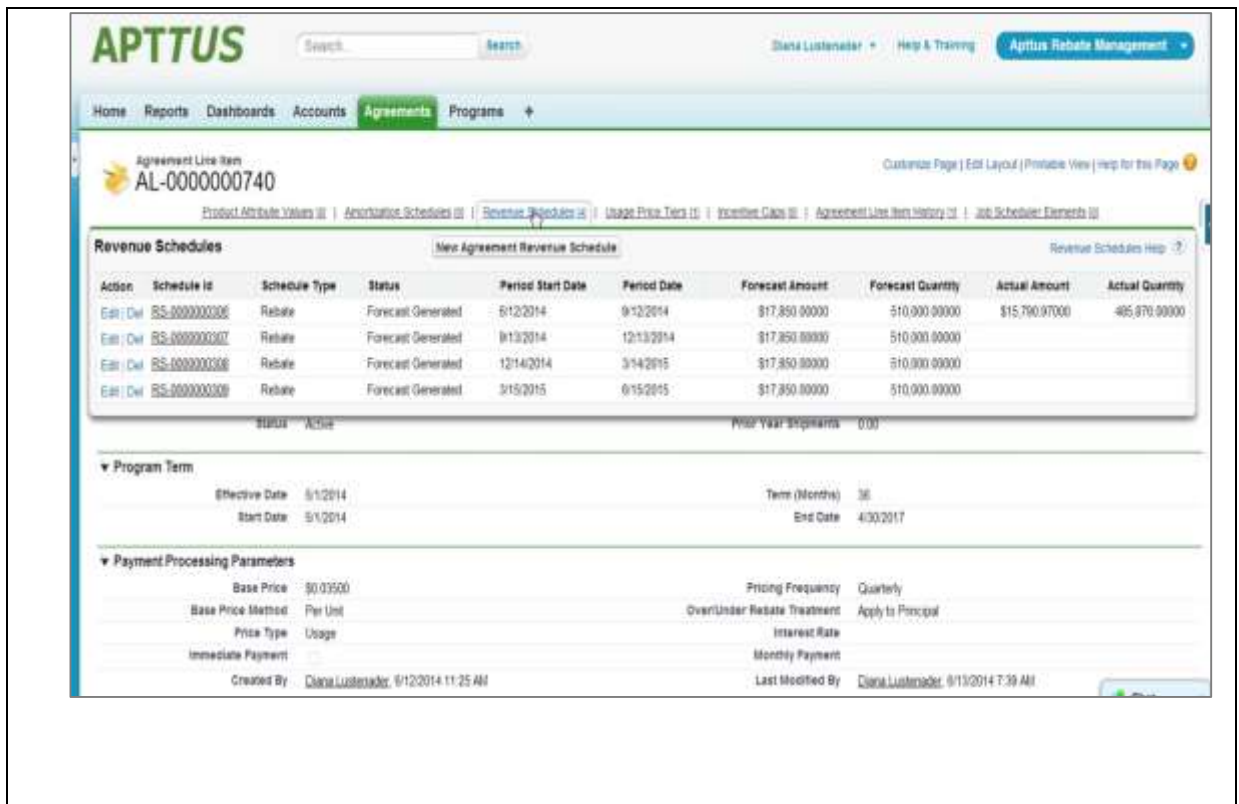 APTTUS Search... Search Diana Lustenader Help & Training Apttus Rebate Management
Home Reports Dashboards Accounts Agreements Programs +
Agreement Line Item
AL-0000000740
Customize Page | Edit Layout | Printable View | Help for this Page
Product Attribute Values | Amortization Schedules | Revenue Schedules [4] | Usage Price Tiers | Incentive Caps | Agreement Line Item History | Job Scheduler Elements
Revenue Schedules New Agreement Revenue Schedule Revenue Schedules Help ?
Action Schedule Id Schedule Type Status Period Start Date Period Date Forecast Amount Forecast Quantity Actual Amount Actual Quantity
Edit | Del RS-0000000306 Rebate Forecast Generated 6/12/2014 9/12/2014 $17,850.00000 510,000.00000 $15,790.97000
Edit | Del RS-0000000307 Rebate Forecast Generated 9/13/2014 12/13/2014 $17,850.00000 510,000.00000
Edit | Del RS-0000000308 Rebate Forecast Generated 12/14/2014 3/14/2015 $17,850.00000 510,000.00000
Edit | Del RS-0000000309 Rebate Forecast Generated 3/15/2015 6/15/2015 $17,850.00000 510,000.00000
Status Active Prior Year Shipments 0.00
Program Term
Effective Date 5/1/2014 Term (Months) 36
Start Date 5/1/2014 End Date 4/30/2017
Payment Processing Parameters
Base Price $0.03500 Pricing Frequency Quarterly
Base Price Method Per Unit Over/Under Rebate Treatment Apply to Principal
Price Type Usage Interest Rate
Immediate Payment Monthly Payment
Created By Diana Lustenader, 6/12/2014 11:25 AM Last Modified By Diana Lustenader, 6/13/2014 7:39 AM